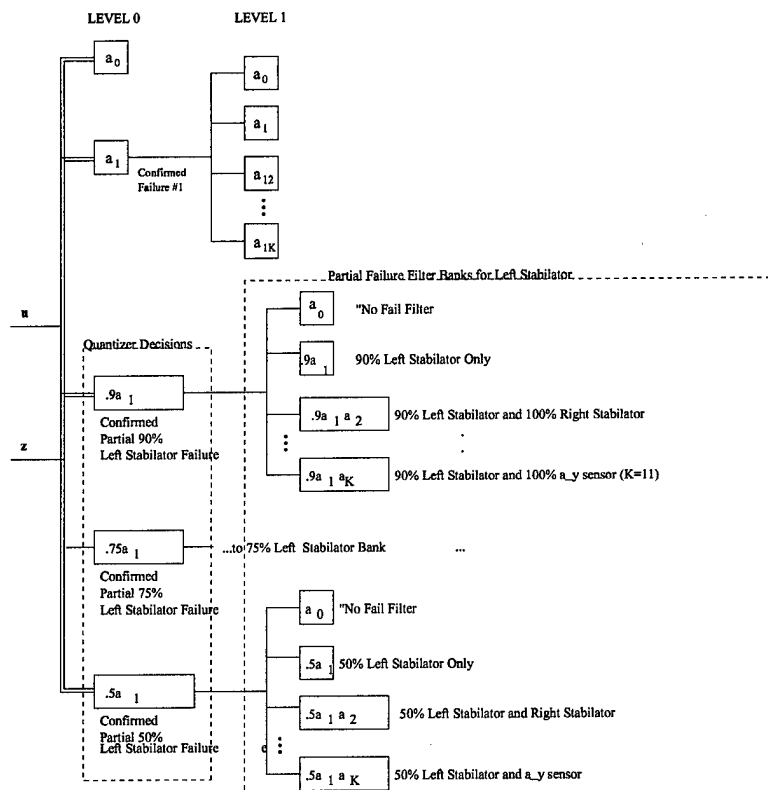 LEVEL 0
LEVEL 1
a0
a0
a1
a1
Confirmed
Failure #1
a12
a1K
Partial Failure Filter Banks for Left Stabilator
a0
"No Fail Filter
u
Quantizer Decisions
.9a1
90% Left Stabilator Only
.9a 1
Confirmed
Partial 90%
Left Stabilator Failure
.9a 1 a 2
90% Left Stabilator and 100% Right Stabilator
z
.9a 1 aK
90% Left Stabilator and 100% a_y sensor (K=11)
.75a 1
...to 75% Left Stabilator Bank
...
Confirmed
Partial 75%
Left Stabilator Failure
a 0
"No Fail Filter
.5a 1
50% Left Stabilator Only
.5a 1
Confirmed
Partial 50%
Left Stabilator Failure
e
.5a 1 a 2
50% Left Stabilator and Right Stabilator
.5a 1 a K
50% Left Stabilator and a_y sensor